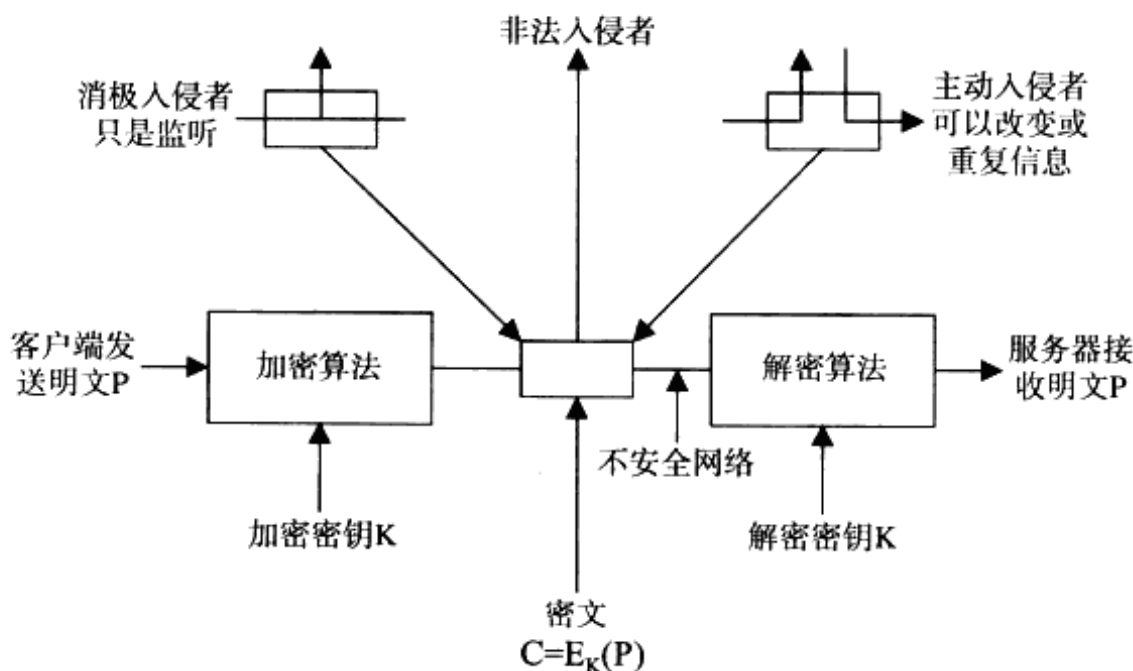 非法入侵者
消极入侵者
只是监听
主动入侵者
可以改变或
重复信息
客户端发
送明文P
加密算法
解密算法
服务器接
收明文P
不安全网络
加密密钥K
解密密钥K
密文
C=E_K(P)